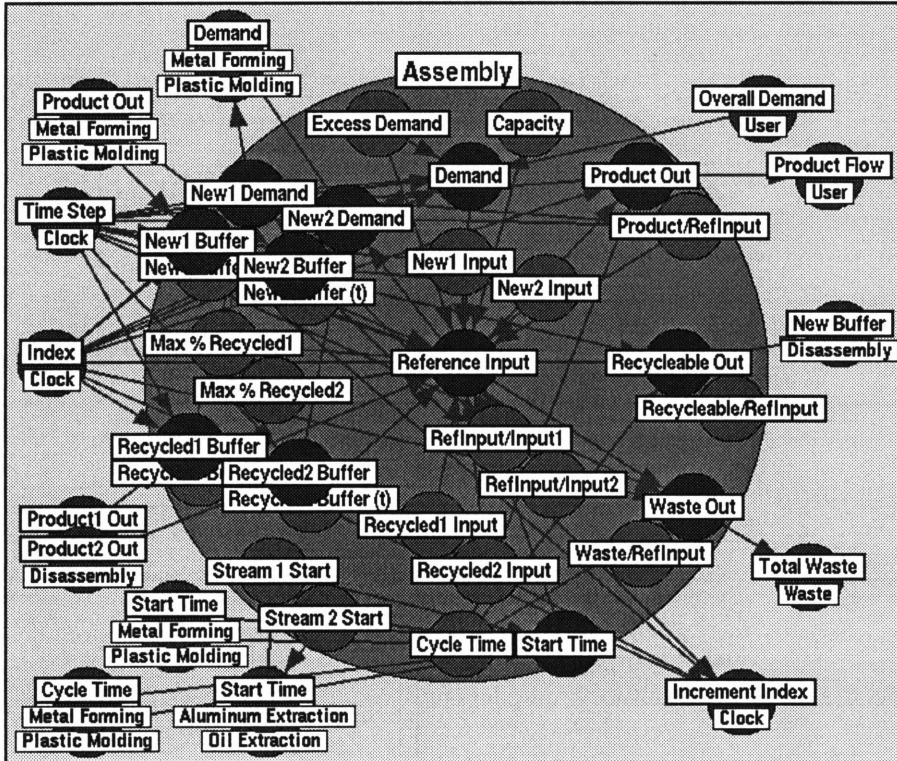 Demand
Metal Forming
Plastic Molding
Assembly
Product Out
Metal Forming
Plastic Molding
Excess Demand
Capacity
Overall Demand
User
Demand
Product Out
Product Flow
User
New1 Demand
Time Step
Clock
New2 Demand
Product/RefInput
New1 Buffer
New2 Buffer
New1 Input
Buffer (t)
New2 Input
New Buffer
Disassembly
Index
Clock
Max % Recycled1
Reference Input
Recycleable Out
Max % Recycled2
Recycleable/RefInput
Recycled1 Buffer
RefInput/Input1
Recycled2 Buffer
RefInput/Input2
Buffer (t)
Waste Out
Product1 Out
Product2 Out
Disassembly
Recycled1 Input
Waste/RefInput
Stream 1 Start
Recycled2 Input
Total Waste
Waste
Start Time
Metal Forming
Plastic Molding
Stream 2 Start
Cycle Time
Start Time
Cycle Time
Metal Forming
Plastic Molding
Start Time
Aluminum Extraction
Oil Extraction
Increment Index
Clock